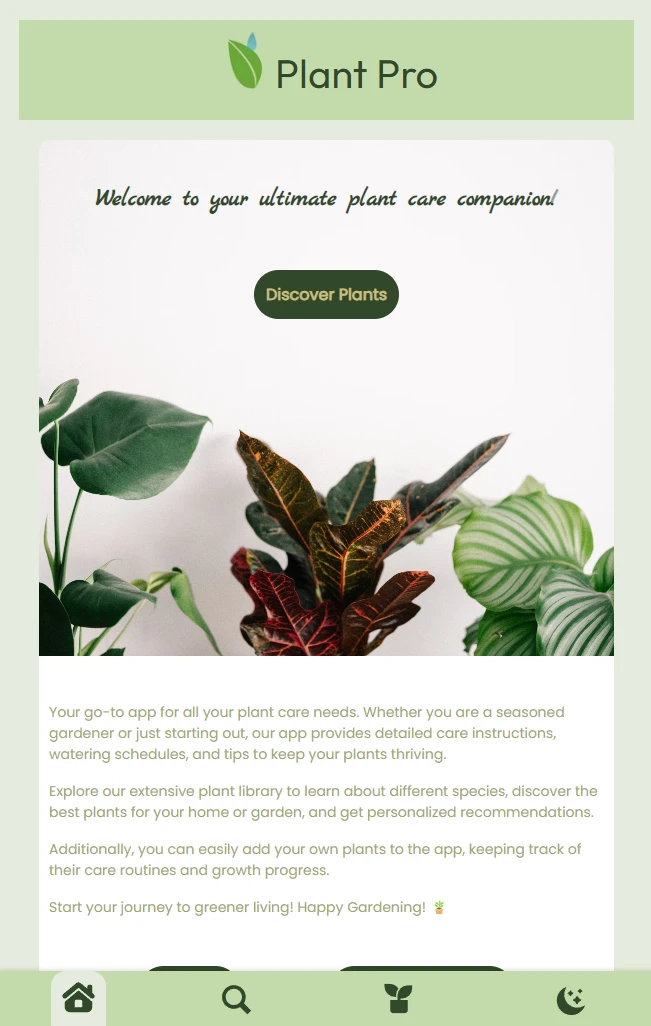 Plant Pro
Welcome to your ultimate plant care companion!
Discover Plants
Your go-to app for all your plant care needs. Whether you are a seasoned
gardener or just starting out, our app provides detailed care instructions,
watering schedules, and tips to keep your plants thriving.
Explore our extensive plant library to learn about different species, discover the
best plants for your home or garden, and get personalized recommendations.
Additionally, you can easily add your own plants to the app, keeping track of
their care routines and growth progress.
Start your journey to greener living! Happy Gardening! 🪴